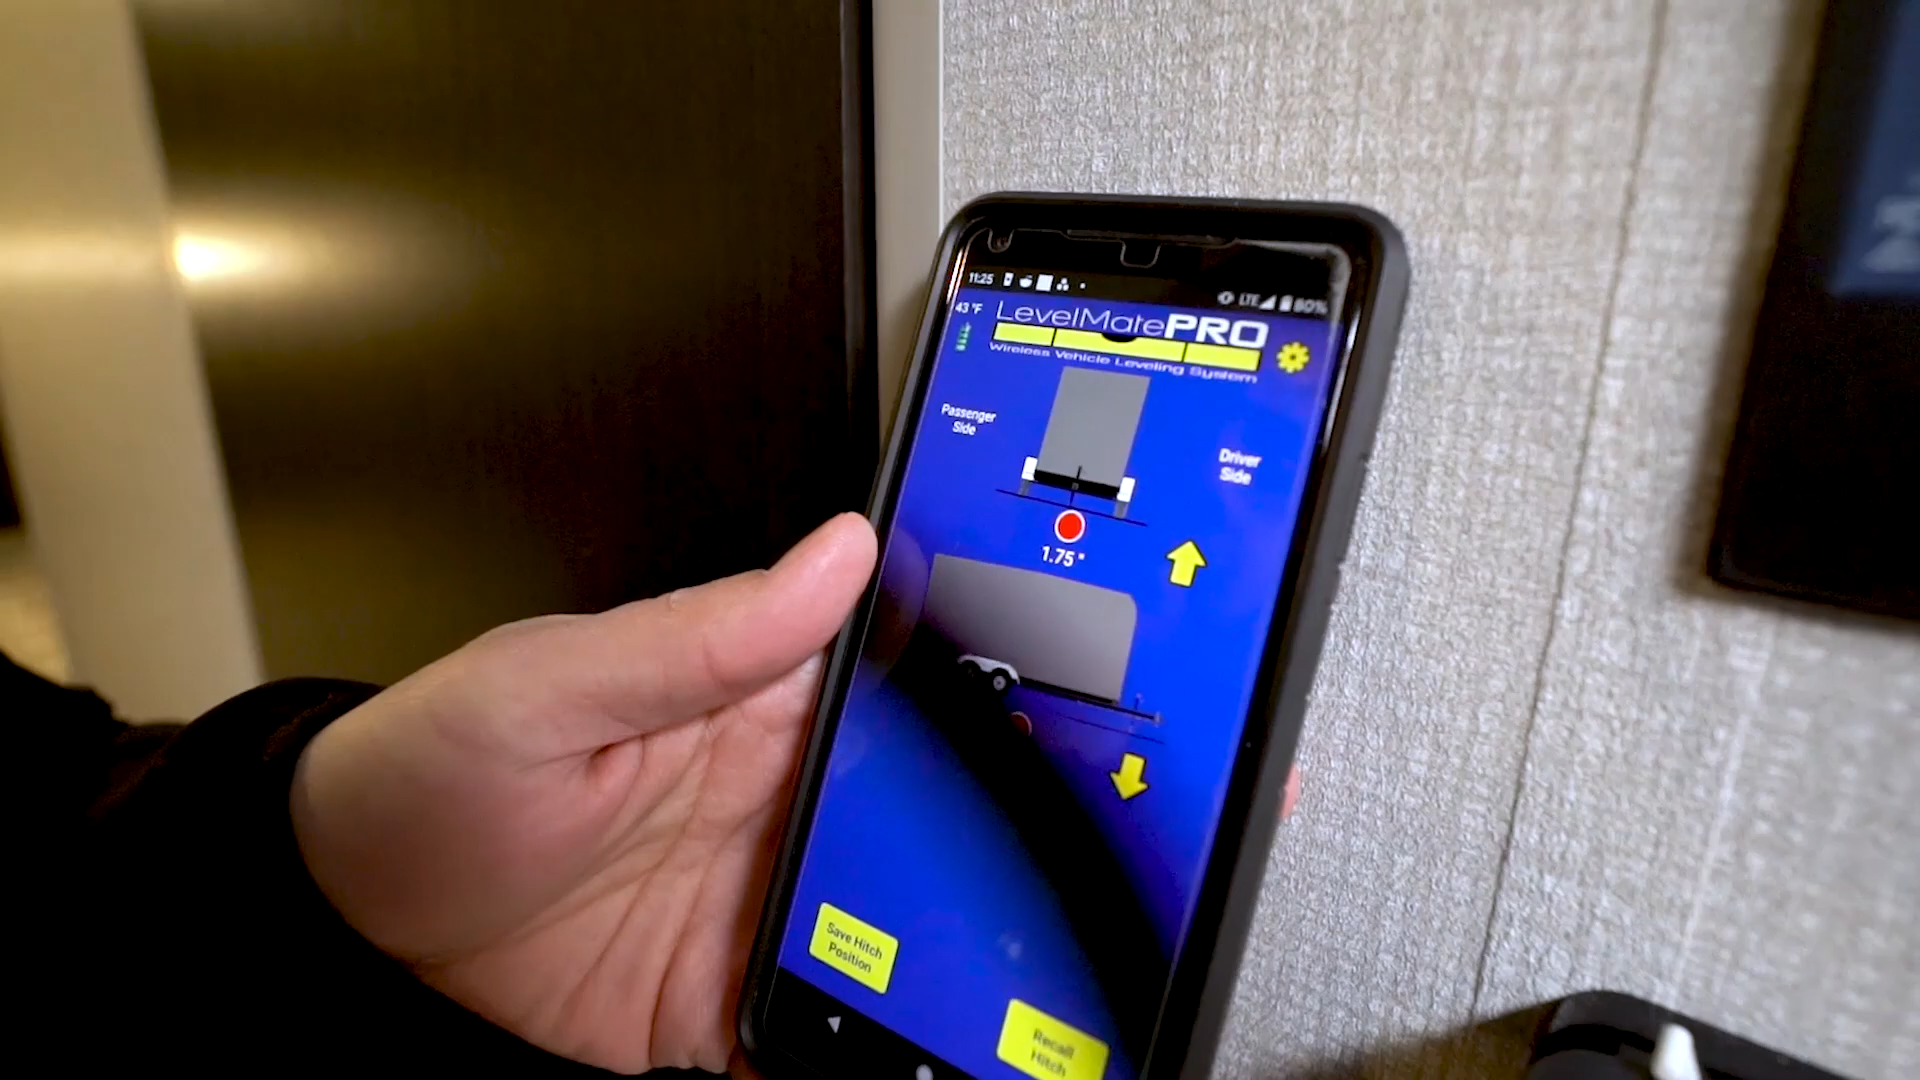 11:25
LTE 80%
43 °F
LevelMatePRO
Wireless Vehicle Leveling System
Passenger
Side
Driver
Side
1.75"
Save Hitch
Position
Recall
Hitch